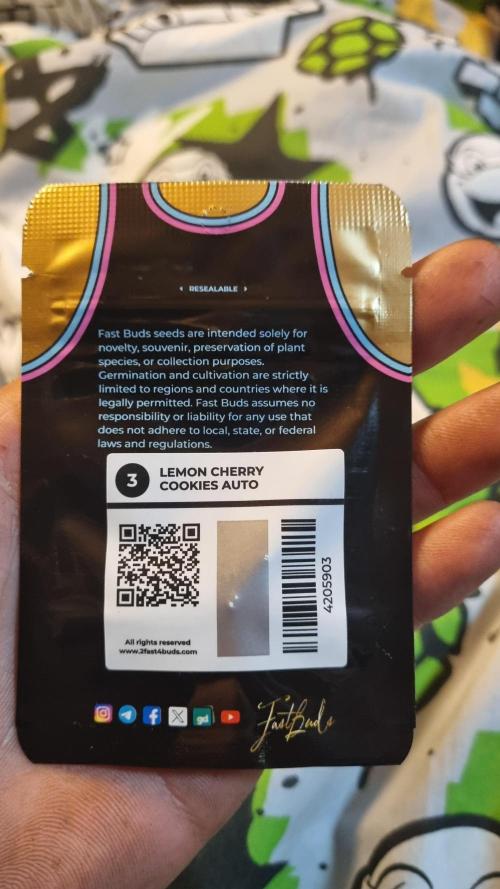 ‹ RESEALABLE ›
Fast Buds seeds are intended solely for
novelty, souvenir, preservation of plant
species, or collection purposes.
Germination and cultivation are strictly
limited to regions and countries where it is
legally permitted. Fast Buds assumes no
responsibility or liability for any use that
does not adhere to local, state, or federal
laws and regulations.
3 LEMON CHERRY
COOKIES AUTO
4205903
All rights reserved
www.2fast4buds.com
gd
FastBuds